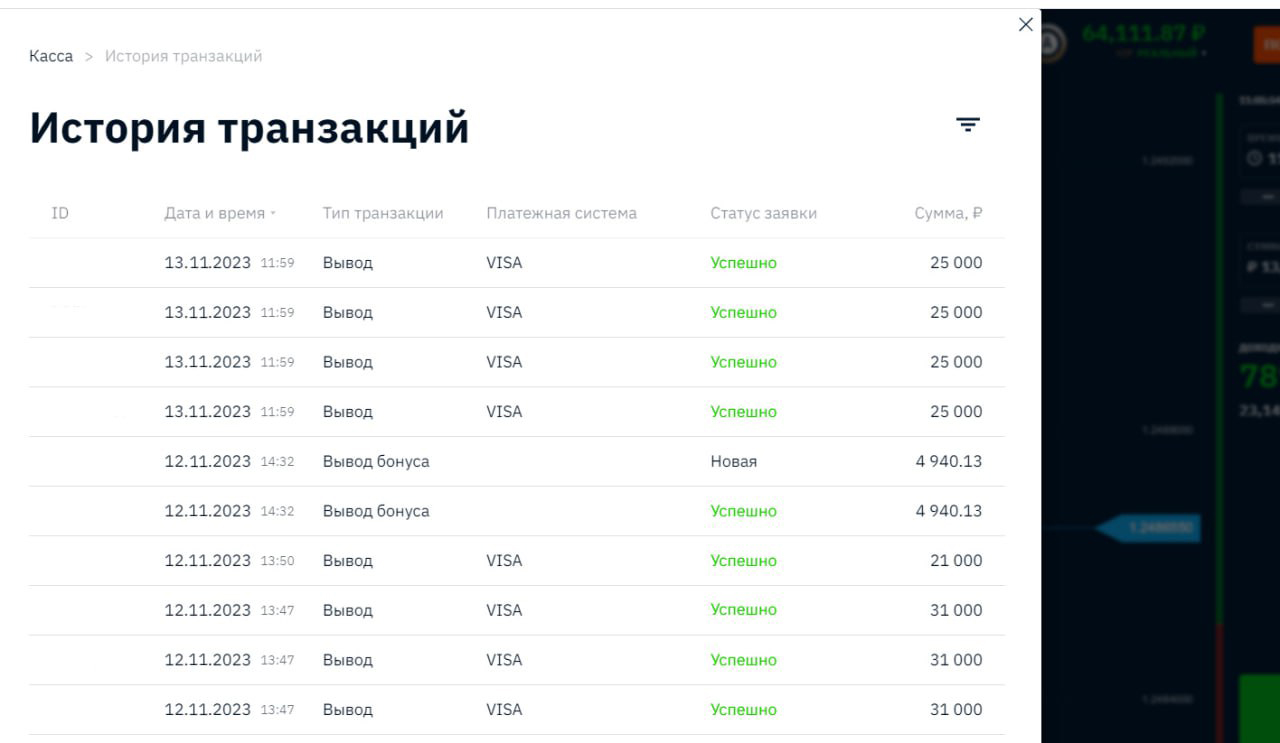 Касса > История транзакций
История транзакций
ID Дата и время Тип транзакции Платежная система Статус заявки Сумма, ₽
13.11.2023 11:59 Вывод VISA Успешно 25 000
13.11.2023 11:59 Вывод VISA Успешно 25 000
13.11.2023 11:59 Вывод VISA Успешно 25 000
13.11.2023 11:59 Вывод VISA Успешно 25 000
12.11.2023 14:32 Вывод бонуса Новая 4 940.13
12.11.2023 14:32 Вывод бонуса Успешно 4 940.13
12.11.2023 13:50 Вывод VISA Успешно 21 000
12.11.2023 13:47 Вывод VISA Успешно 31 000
12.11.2023 13:47 Вывод VISA Успешно 31 000
12.11.2023 13:47 Вывод VISA Успешно 31 000
64,111.87 ₽